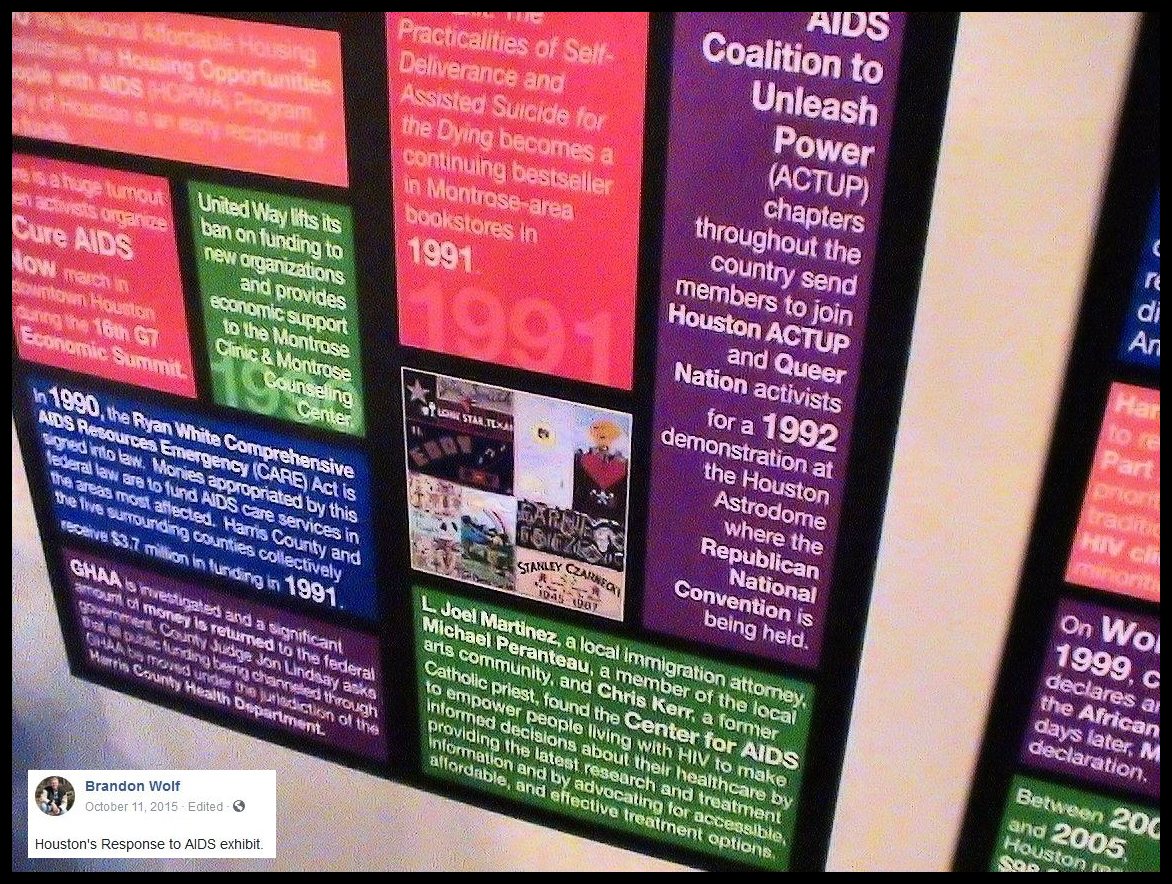 National Affordable Housing
the Housing Opportunities
with AIDS (HOPWA) Program.
of Houston is an early recipient of
funds.
is a huge turnout
activists organize
Cure AIDS
Now march in
downtown Houston
during the 16th G7
Economic Summit.
United Way lifts its
ban on funding to
new organizations
and provides
economic support
to the Montrose
Clinic & Montrose
Counseling
Center.
In 1990, the Ryan White Comprehensive
AIDS Resources Emergency (CARE) Act is
signed into law. Monies appropriated by this
federal law are to fund AIDS care services in
the areas most affected. Harris County and
the five surrounding counties collectively
receive $3.7 million in funding in 1991.
GHAA is investigated and a significant
amount of money is returned to the federal
government. County Judge Jon Lindsay asks
that all public funding being channeled through
GHAA be moved under the jurisdiction of the
Harris County Health Department.
The
Practicalities of Self-
Deliverance and
Assisted Suicide for
the Dying becomes a
continuing bestseller
in Montrose-area
bookstores in
1991.
1991
LONE STAR TEXAS
STANLEY CZARNECKI
1945-1987
L. Joel Martinez, a local immigration attorney,
Michael Peranteau, a member of the local
arts community, and Chris Kerr, a former
Catholic priest, found the Center for AIDS
to empower people living with HIV to make
informed decisions about their healthcare by
providing the latest research and treatment
information and by advocating for accessible,
affordable, and effective treatment options.
AIDS
Coalition to
Unleash
Power
(ACTUP)
chapters
throughout the
country send
members to join
Houston ACTUP
and Queer
Nation activists
for a 1992
demonstration at
the Houston
Astrodome
where the
Republican
National
Convention is
being held.
Har
to re
Part
priori
traditi
HIV cli
minorit
On Wo
1999, C
declares a
the African
days later, M
declaration.
Between 200
and 2005,
Houston
Brandon Wolf
October 11, 2015 · Edited ·
Houston's Response to AIDS exhibit.